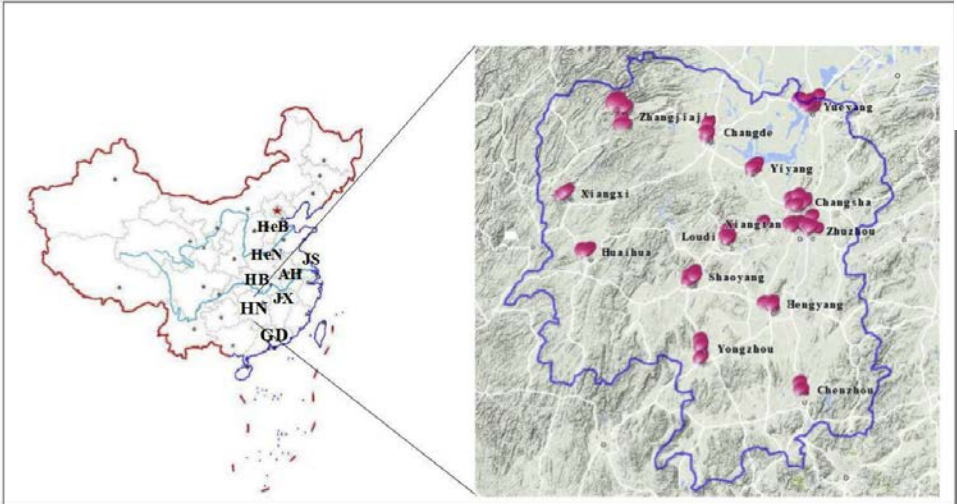 HeB
HeN
JS
AH
HB
JX
HN
GD
Yueyang
Zhangjiaji
Changde
Yiyang
Xiangxi
Changsha
Xiangtan
Zhuzhou
Loudi
Huaihua
Shaoyang
Hengyang
Yongzhou
Chenzhou